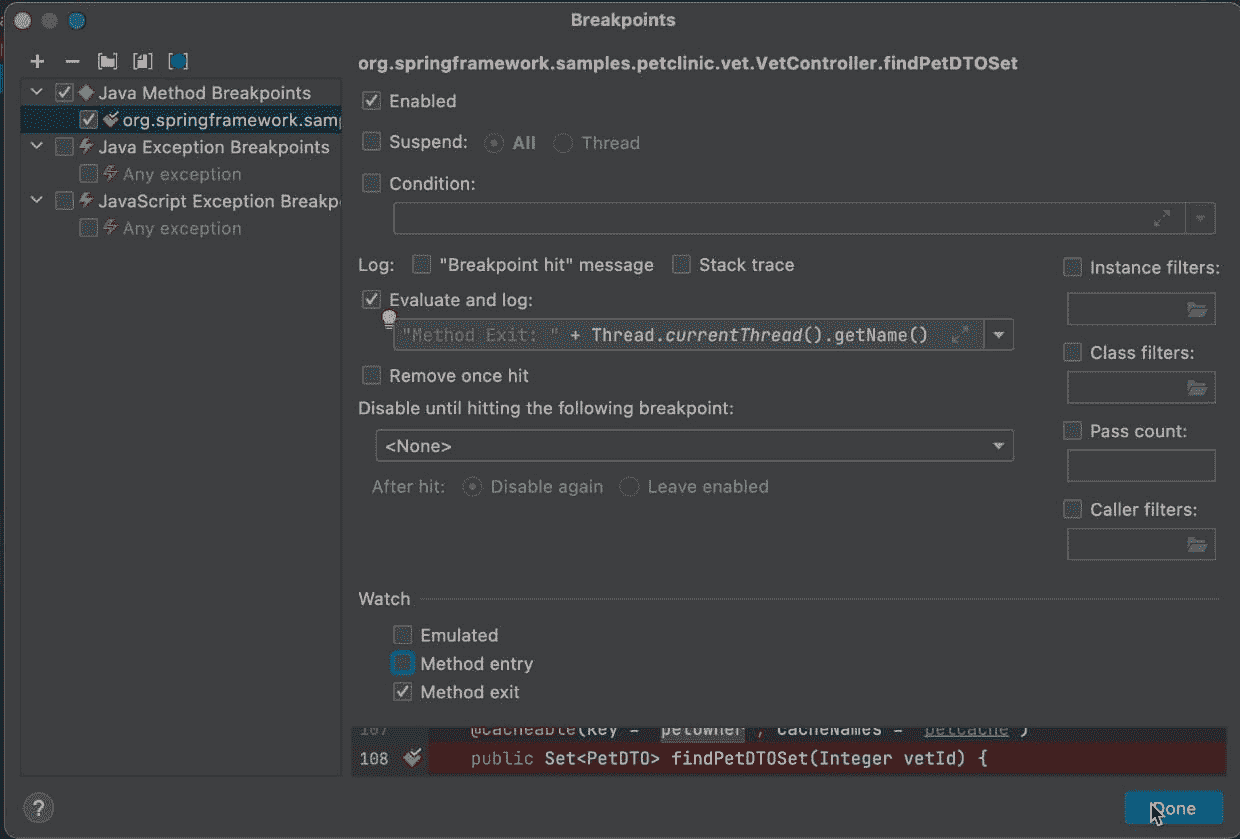 Breakpoints
Java Method Breakpoints
org.springframework.sam
Java Exception Breakpoints
Any exception
JavaScript Exception Breakp
Any exception
org.springframework.samples.petclinic.vet.VetController.findPetDTOSet
Enabled
Suspend: All Thread
Condition:
Log: "Breakpoint hit" message Stack trace
Instance filters:
Evaluate and log:
"Method Exit: " + Thread.currentThread().getName()
Class filters:
Remove once hit
Disable until hitting the following breakpoint:
<None>
Pass count:
After hit: Disable again Leave enabled
Caller filters:
Watch
Emulated
Method entry
Method exit
107 @Cacheable(key = "petowner", cacheNames = "petcache")
108 public Set<PetDTO> findPetDTOSet(Integer vetId) {
? Done